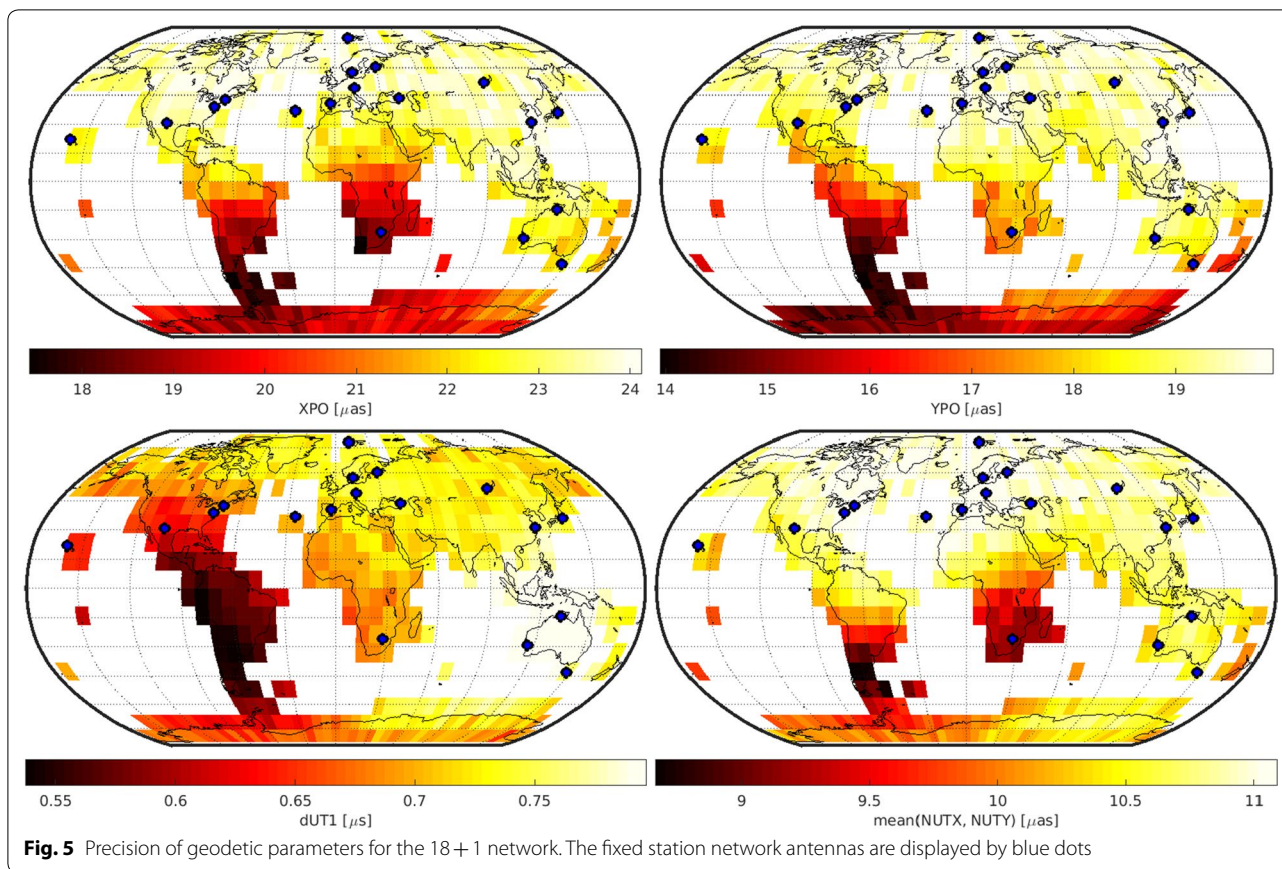 18 19 20 21 22 23 24
XPO [μas]
14 15 16 17 18 19
YPO [μas]
0.55 0.6 0.65 0.7 0.75
dUT1 [μs]
9 9.5 10 10.5 11
mean(NUTX, NUTY) [μas]
Fig. 5 Precision of geodetic parameters for the 18+1 network. The fixed station network antennas are displayed by blue dots